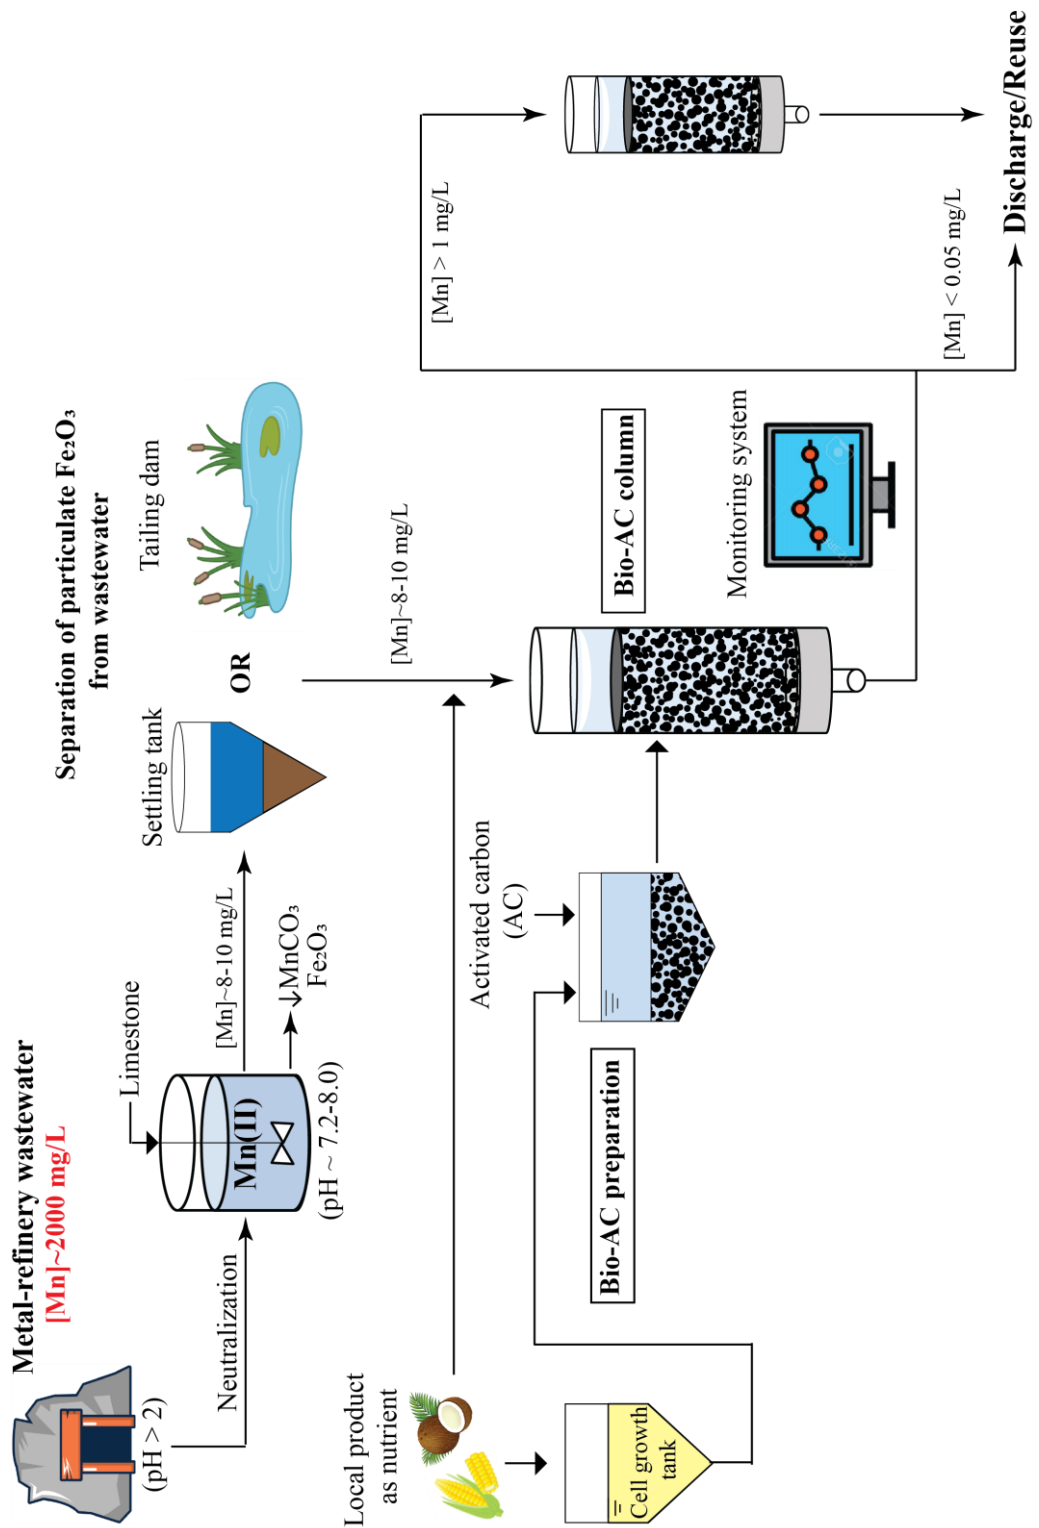 Metal-refinery wastewater
[Mn]~2000 mg/L
(pH > 2)
Neutralization
Limestone
Mn(II)
(pH ~ 7.2-8.0)
[Mn]~8-10 mg/L
↓MnCO₃
Fe₂O₃
Separation of particulate Fe₂O₃
from wastewater
Settling tank
OR
Tailing dam
[Mn]~8-10 mg/L
Local product
as nutrient
Cell growth
tank
Bio-AC preparation
Activated carbon
(AC)
Bio-AC column
Monitoring system
[Mn] > 1 mg/L
[Mn] < 0.05 mg/L
Discharge/Reuse